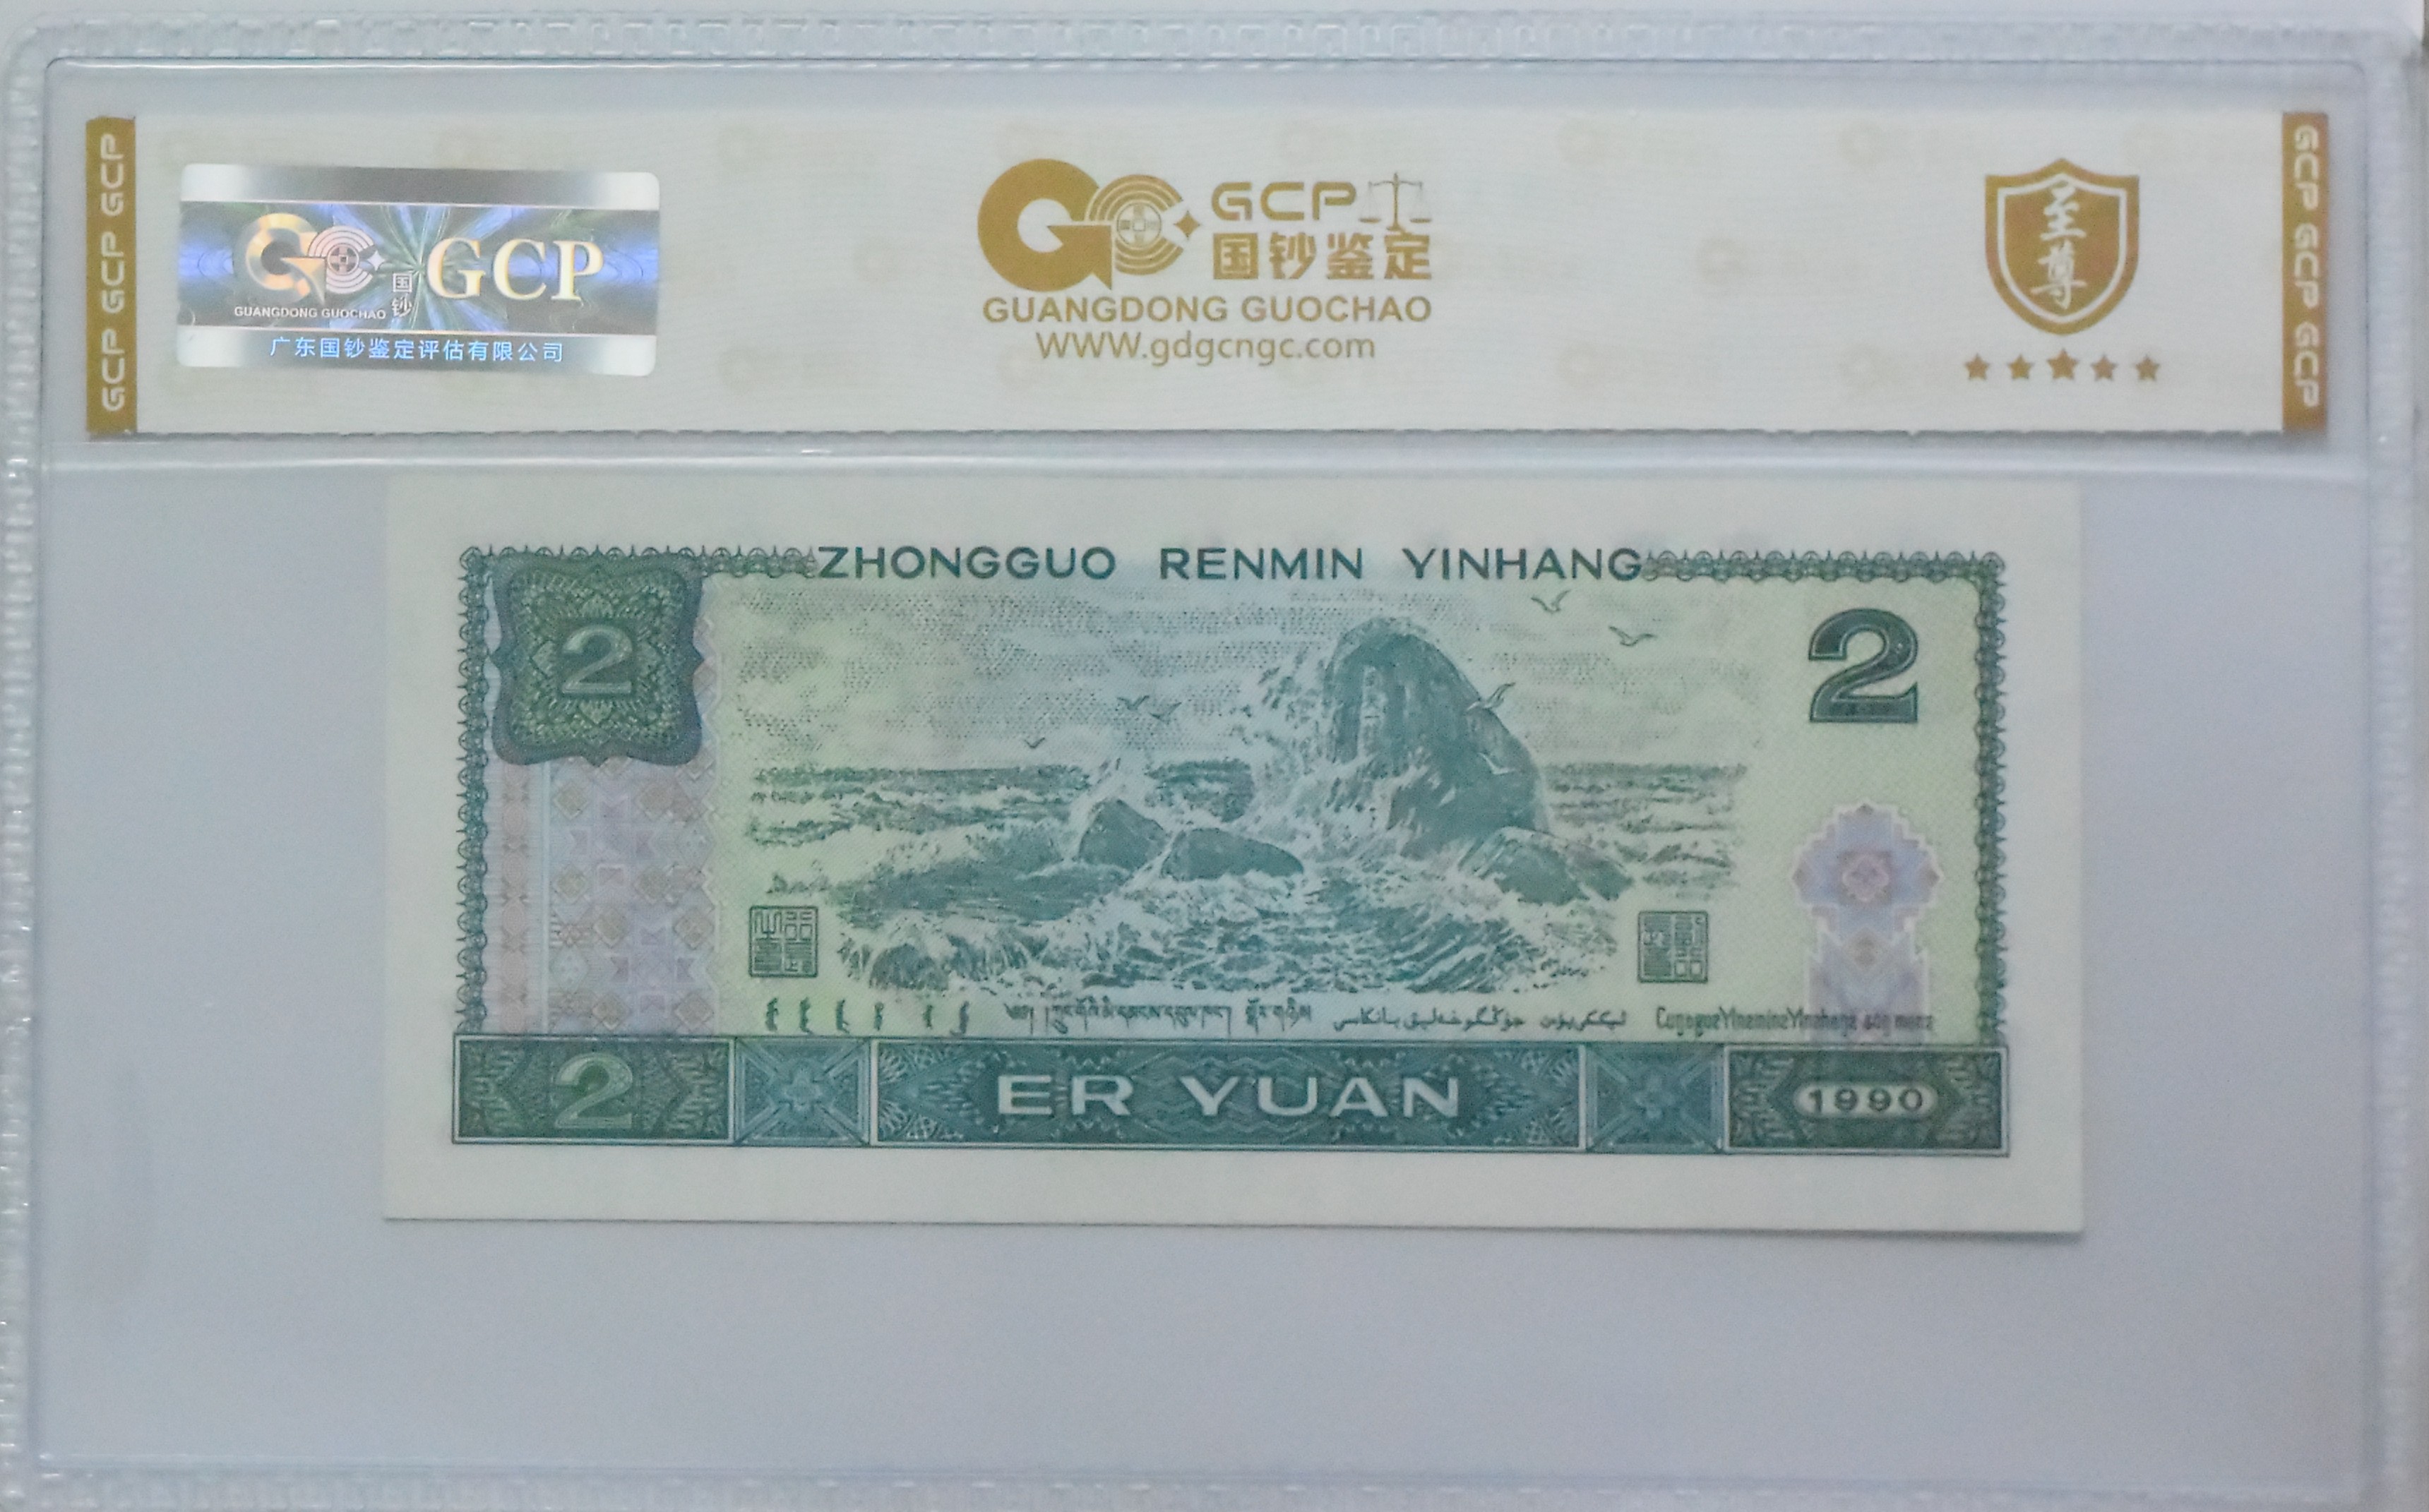 GCP GCP GCP
GCP
国钞
GUANGDONG GUOCHAO
广东国钞鉴定评估有限公司
GCP
国钞鉴定
GUANGDONG GUOCHAO
WWW.gdgcngc.com
至尊
GCP GCP GCP
ZHONGGUO RENMIN YINHANG
2
2
2
ER YUAN
1990